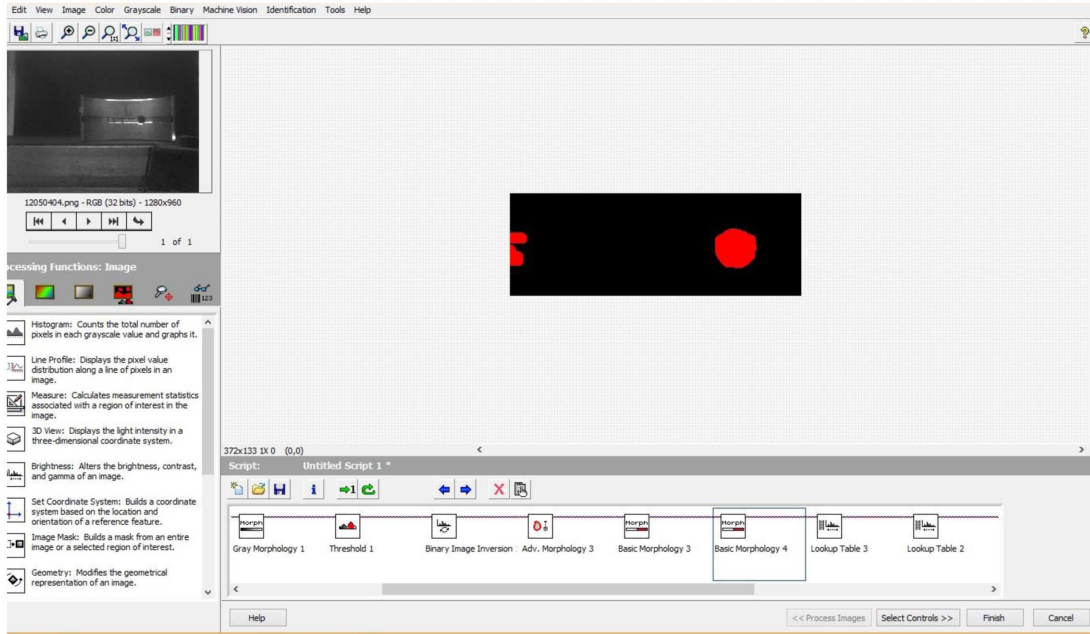 Edit View Image Color Grayscale Binary Machine Vision Identification Tools Help
1:1
12050404.png - RGB (32 bits) - 1280x960
1 of 1
ocessing Functions: Image
123
Histogram: Counts the total number of
pixels in each grayscale value and graphs it.
Line Profile: Displays the pixel value
distribution along a line of pixels in an
image.
Measure: Calculates measurement statistics
associated with a region of interest in the
image.
3D View: Displays the light intensity in a
three-dimensional coordinate system.
Brightness: Alters the brightness, contrast,
and gamma of an image.
Set Coordinate System: Builds a coordinate
system based on the location and
orientation of a reference feature.
Image Mask: Builds a mask from an entire
image or a selected region of interest.
Geometry: Modifies the geometrical
representation of an image.
372x133 1X 0 (0,0)
Script: Untitled Script 1 *
1
Morph Morph Morph
Gray Morphology 1 Threshold 1 Binary Image Inversion Adv. Morphology 3 Basic Morphology 3 Basic Morphology 4 Lookup Table 3 Lookup Table 2
Help << Process Images Select Controls >> Finish Cancel